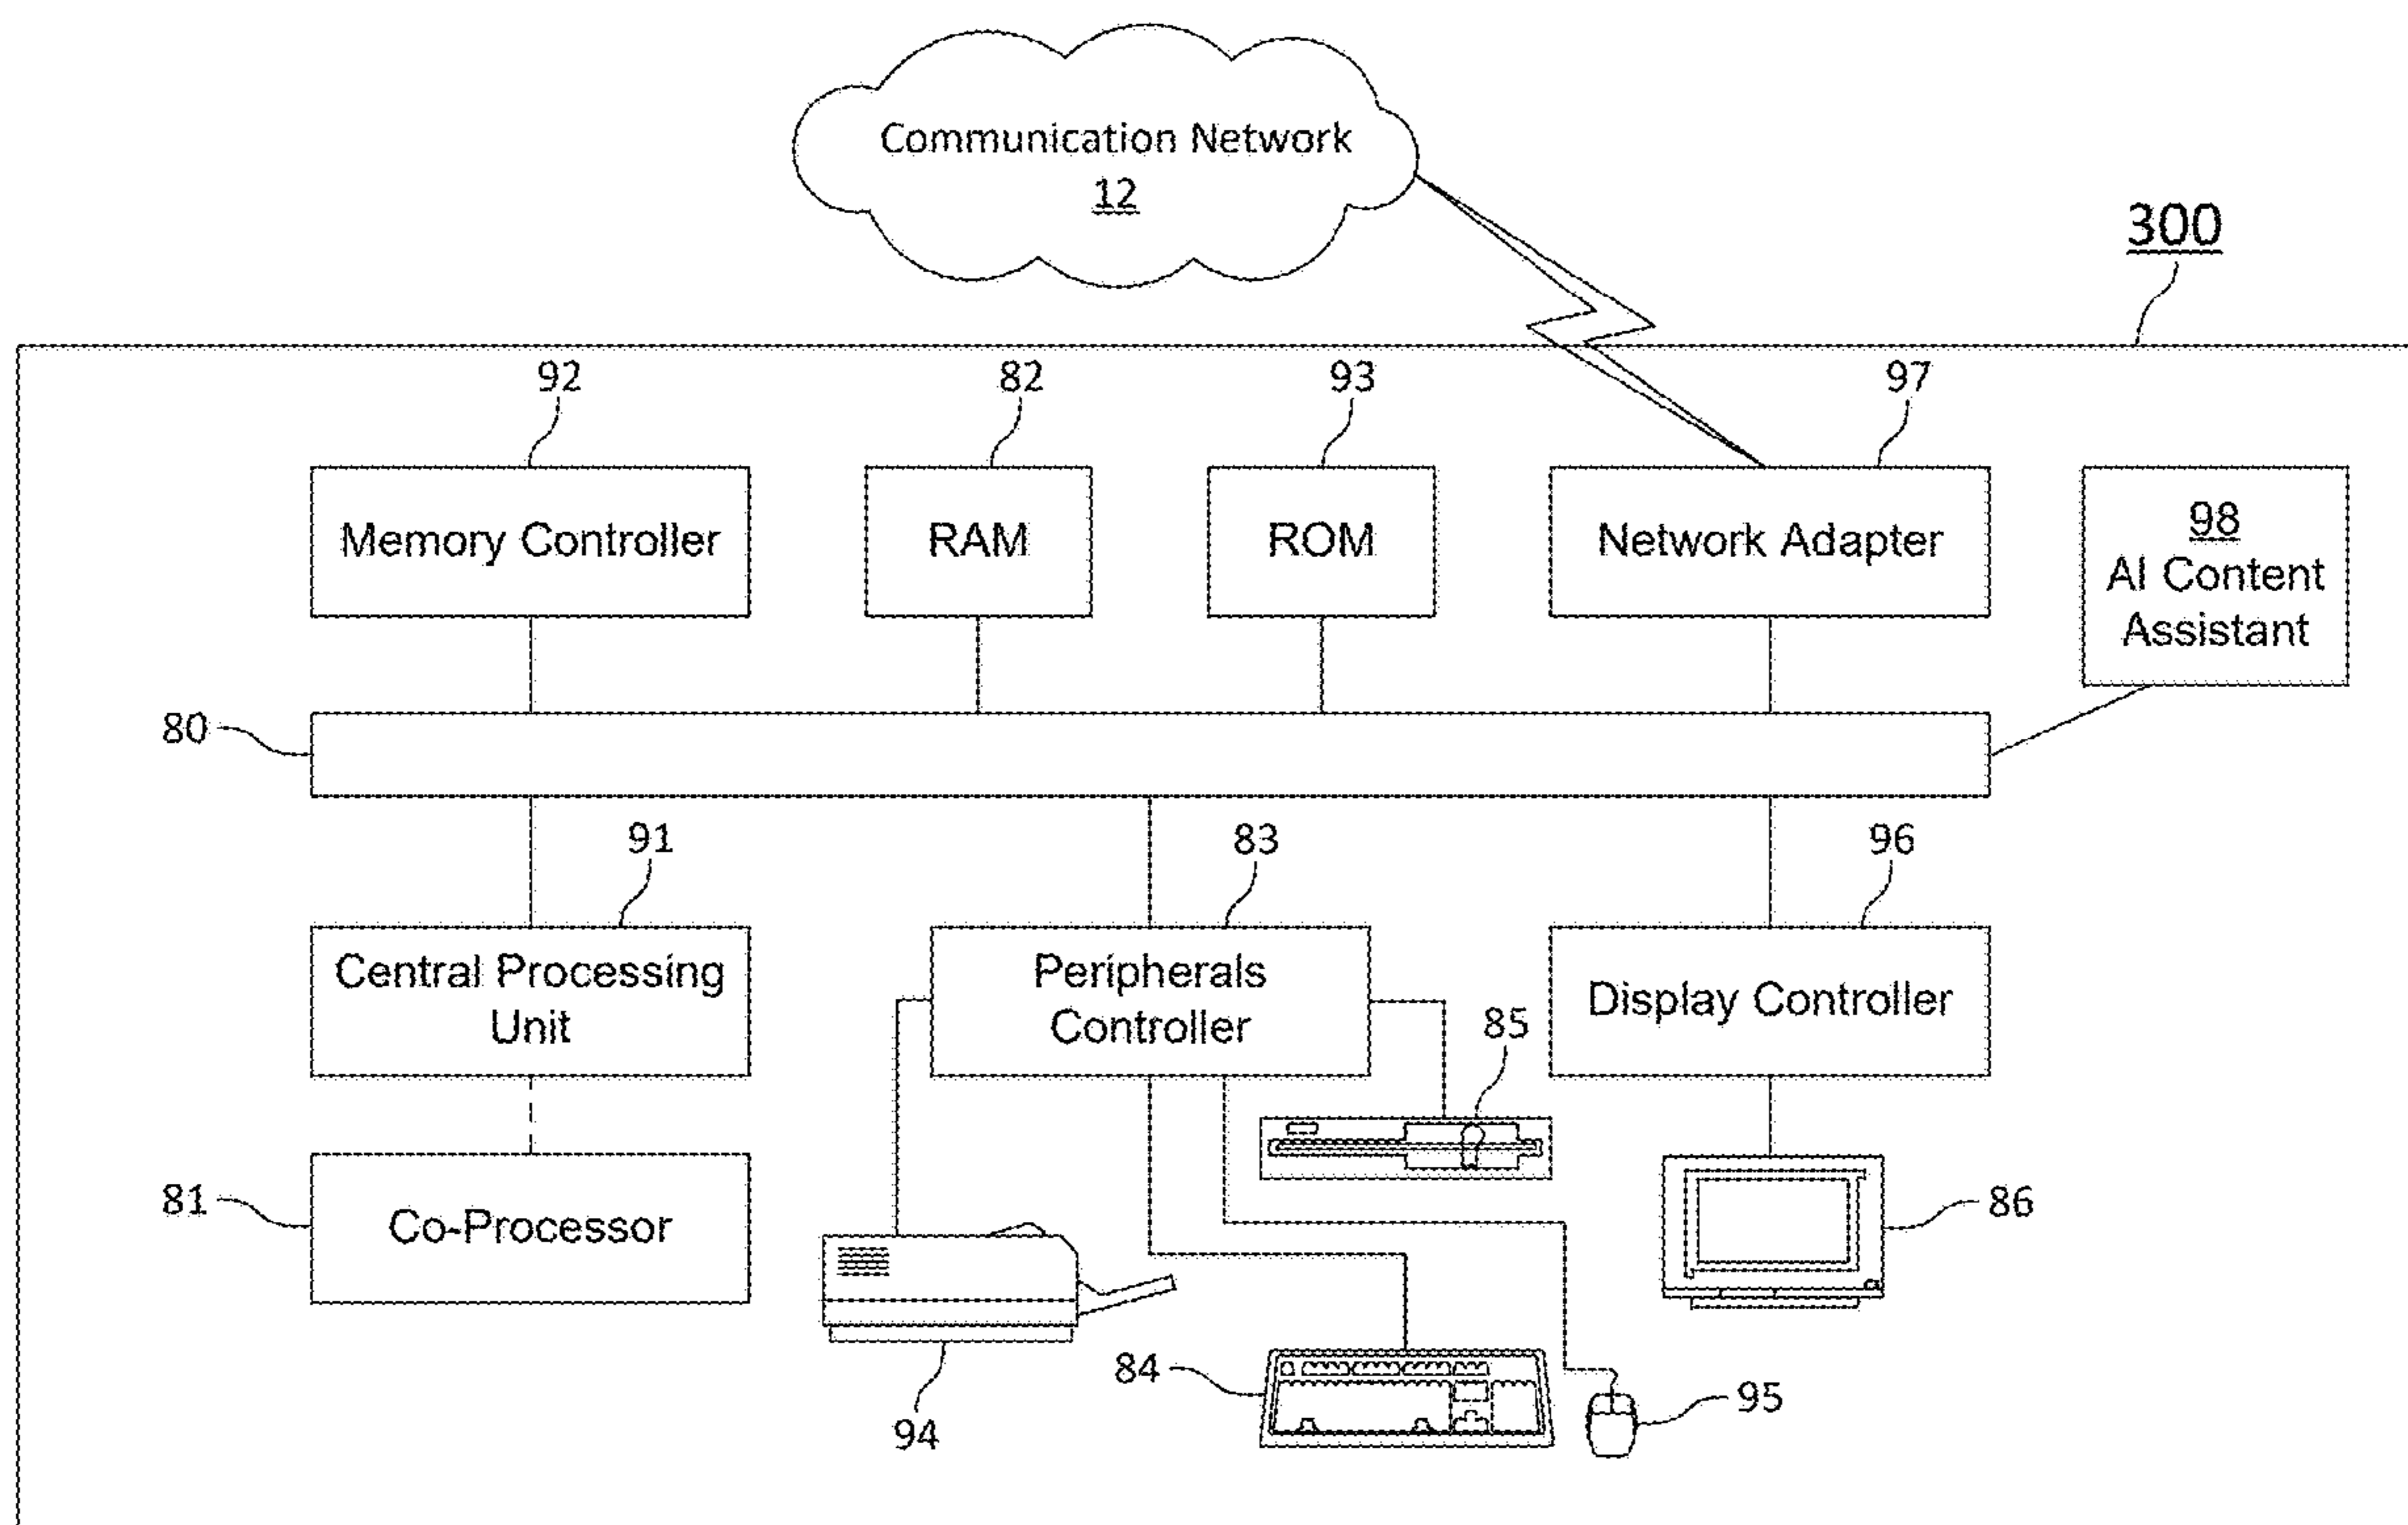 Communication Network
12
300
92
82
93
97
Memory Controller
RAM
ROM
Network Adapter
98
AI Content
Assistant
80
91
83
96
Central Processing
Unit
Peripherals
Controller
Display Controller
85
81
Co-Processor
86
94
84
95